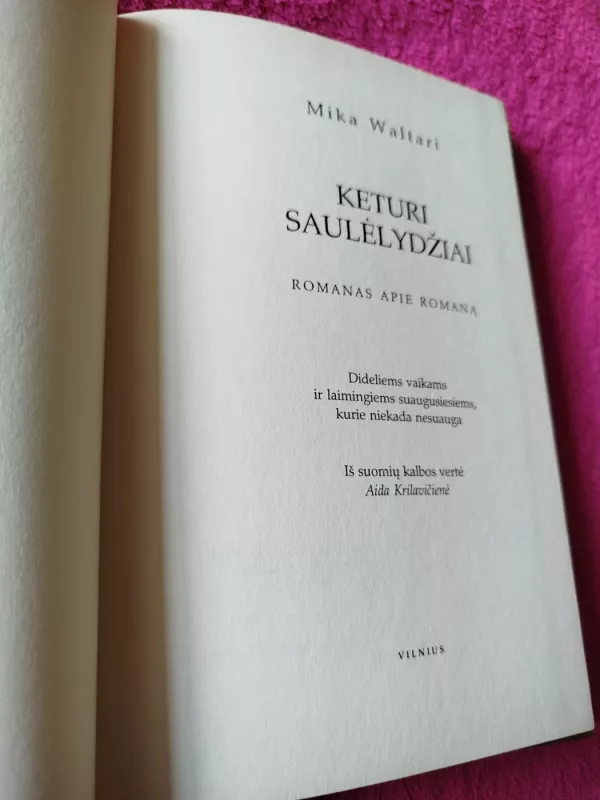 Mika Waltari
KETURI
SAULĖLYDŽIAI
ROMANAS APIE ROMANĄ
Dideliems vaikams
ir laimingiems suaugusiesiems,
kurie niekada nesuauga
Iš suomių kalbos vertė
Aida Krilavičienė
VILNIUS